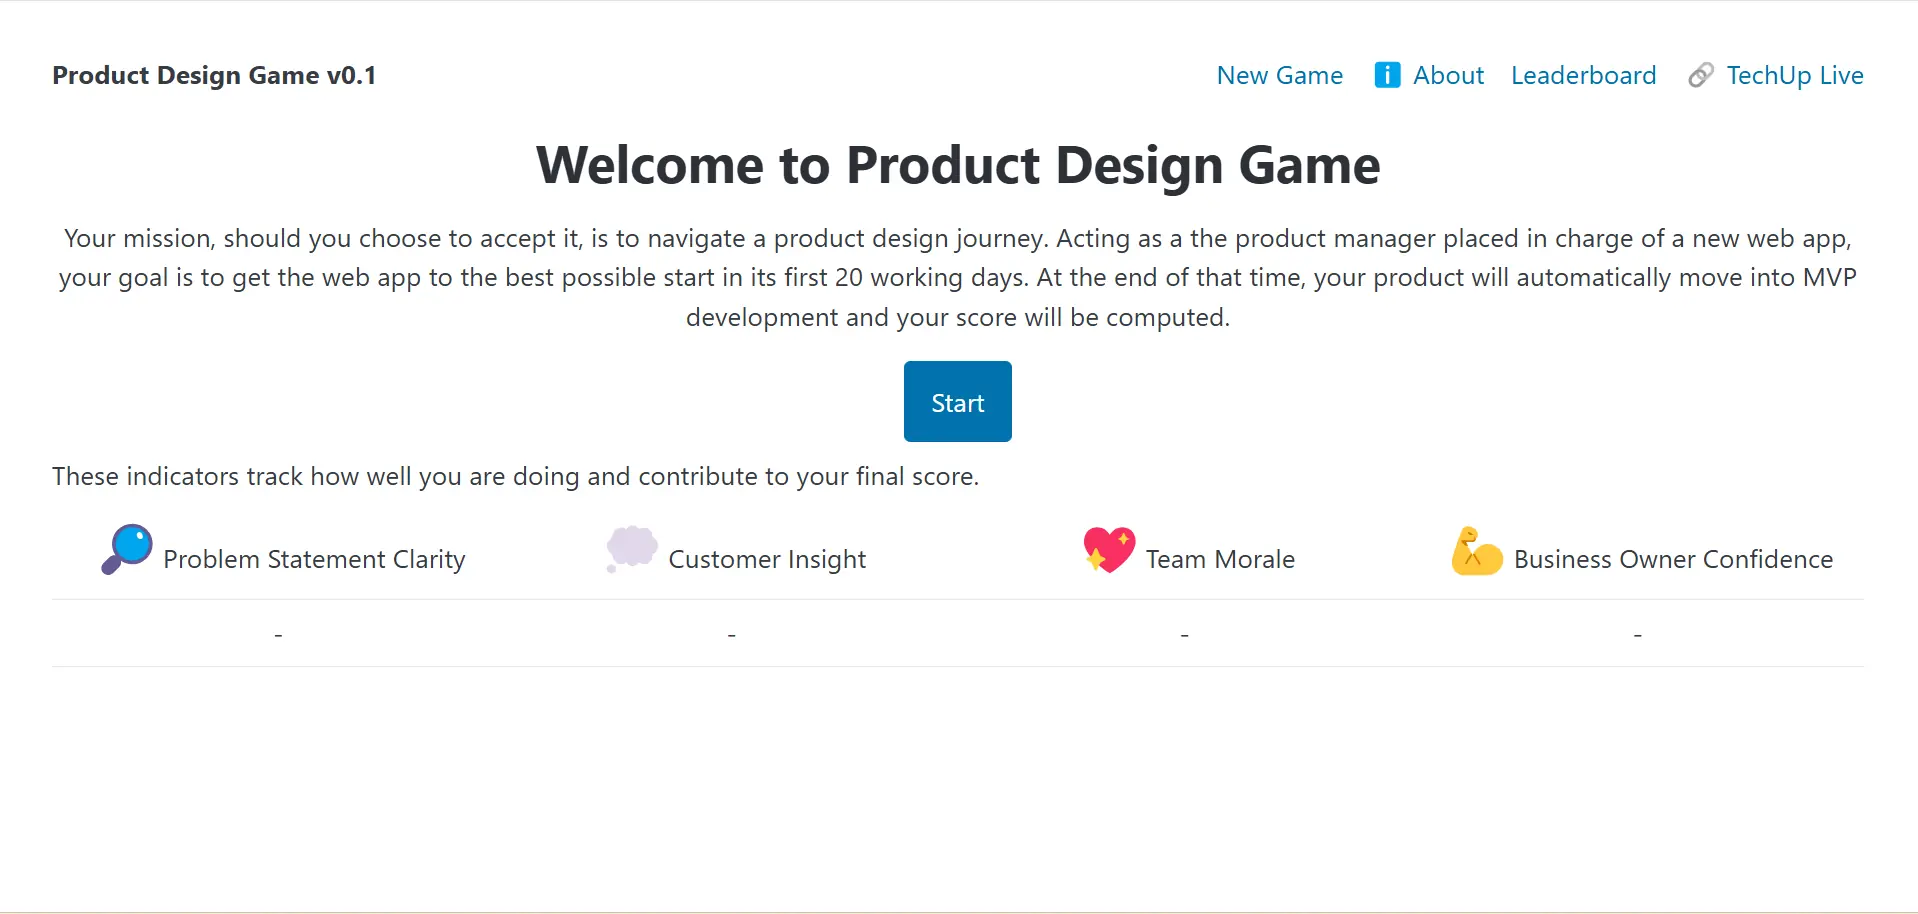 Product Design Game v0.1
New Game ℹ️ About Leaderboard 🔗 TechUp Live
Welcome to Product Design Game
Your mission, should you choose to accept it, is to navigate a product design journey. Acting as a the product manager placed in charge of a new web app,
your goal is to get the web app to the best possible start in its first 20 working days. At the end of that time, your product will automatically move into MVP
development and your score will be computed.
Start
These indicators track how well you are doing and contribute to your final score.
Problem Statement Clarity
Customer Insight
Team Morale
Business Owner Confidence
- - - -